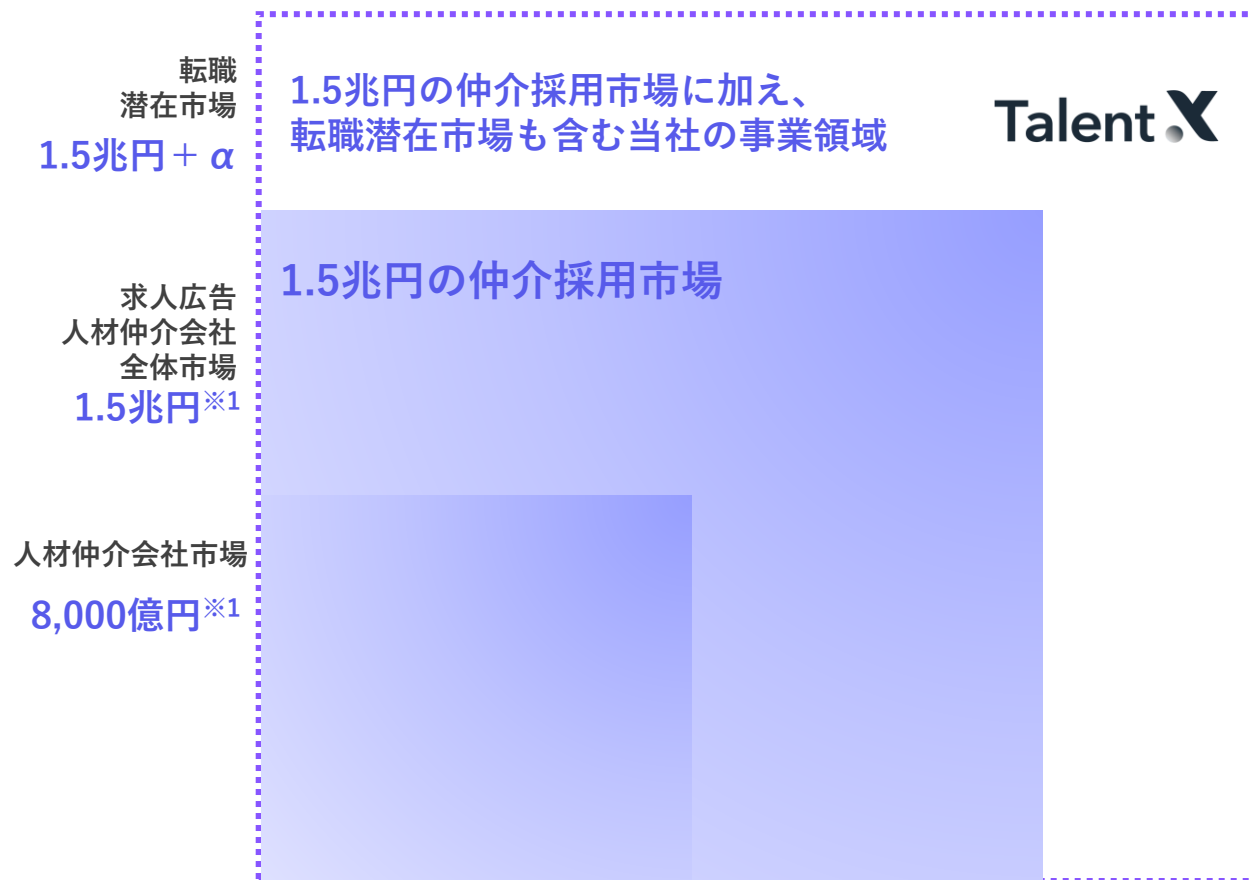 転職
潜在市場
1.5兆円＋α
1.5兆円の仲介採用市場に加え、
転職潜在市場も含む当社の事業領域
Talent X
1.5兆円の仲介採用市場
求人広告
人材仲介会社
全体市場
1.5兆円※1
人材仲介会社市場
8,000億円※1